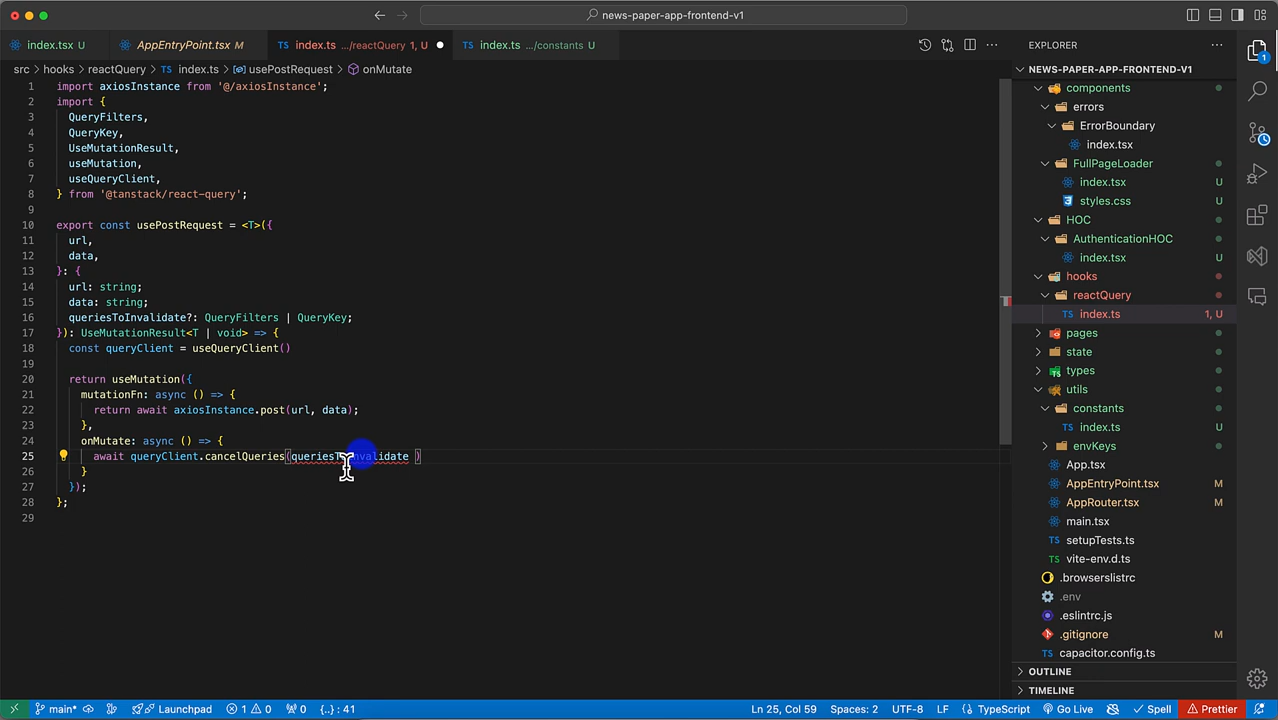 news-paper-app-frontend-v1
index.tsx U
AppEntryPoint.tsx M
index.ts .../reactQuery 1, U
index.ts .../constants U
EXPLORER
src > hooks > reactQuery > TS index.ts > usePostRequest > onMutate
1 import axiosInstance from '@/axiosInstance';
2 import {
3 QueryFilters,
4 QueryKey,
5 UseMutationResult,
6 useMutation,
7 useQueryClient,
8 } from '@tanstack/react-query';
9
10 export const usePostRequest = <T>({
11 url,
12 data,
13 }: {
14 url: string;
15 data: string;
16 queriesToInvalidate?: QueryFilters | QueryKey;
17 }): UseMutationResult<T | void> => {
18 const queryClient = useQueryClient()
19
20 return useMutation({
21 mutationFn: async () => {
22 return await axiosInstance.post(url, data);
23 },
24 onMutate: async () => {
25 await queryClient.cancelQueries(queriesToInvalidate )
26 }
27 });
28 };
29
NEWS-PAPER-APP-FRONTEND-V1
components
errors
ErrorBoundary
index.tsx
FullPageLoader
index.tsx U
styles.css U
HOC
AuthenticationHOC
index.tsx U
hooks
reactQuery
TS index.ts 1, U
pages
state
types
utils
constants
TS index.ts U
envKeys
App.tsx
AppEntryPoint.tsx M
AppRouter.tsx M
main.tsx
TS setupTests.ts
TS vite-env.d.ts
.browserslistrc
.env
.eslintrc.js
.gitignore M
TS capacitor.config.ts
OUTLINE
TIMELINE
1
main* Launchpad 1 0 0 {..} : 41 Ln 25, Col 59 Spaces: 2 UTF-8 LF {} TypeScript Go Live Spell Prettier